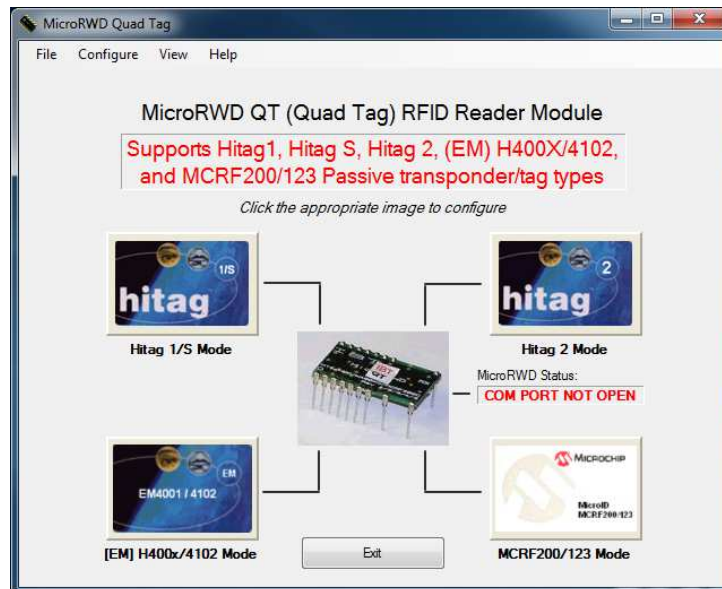 MicroRWD Quad Tag
File Configure View Help
MicroRWD QT (Quad Tag) RFID Reader Module
Supports Hitag1, Hitag S, Hitag 2, (EM) H400X/4102,
and MCRF200/123 Passive transponder/tag types
Click the appropriate image to configure
1/S
hitag
Hitag 1/S Mode
2
hitag
Hitag 2 Mode
IBT
QT
MicroRWD Status:
COM PORT NOT OPEN
EM
EM4001 / 4102
[EM] H400x/4102 Mode
MICROCHIP
MicroID
MCRF200/123
MCRF200/123 Mode
Exit